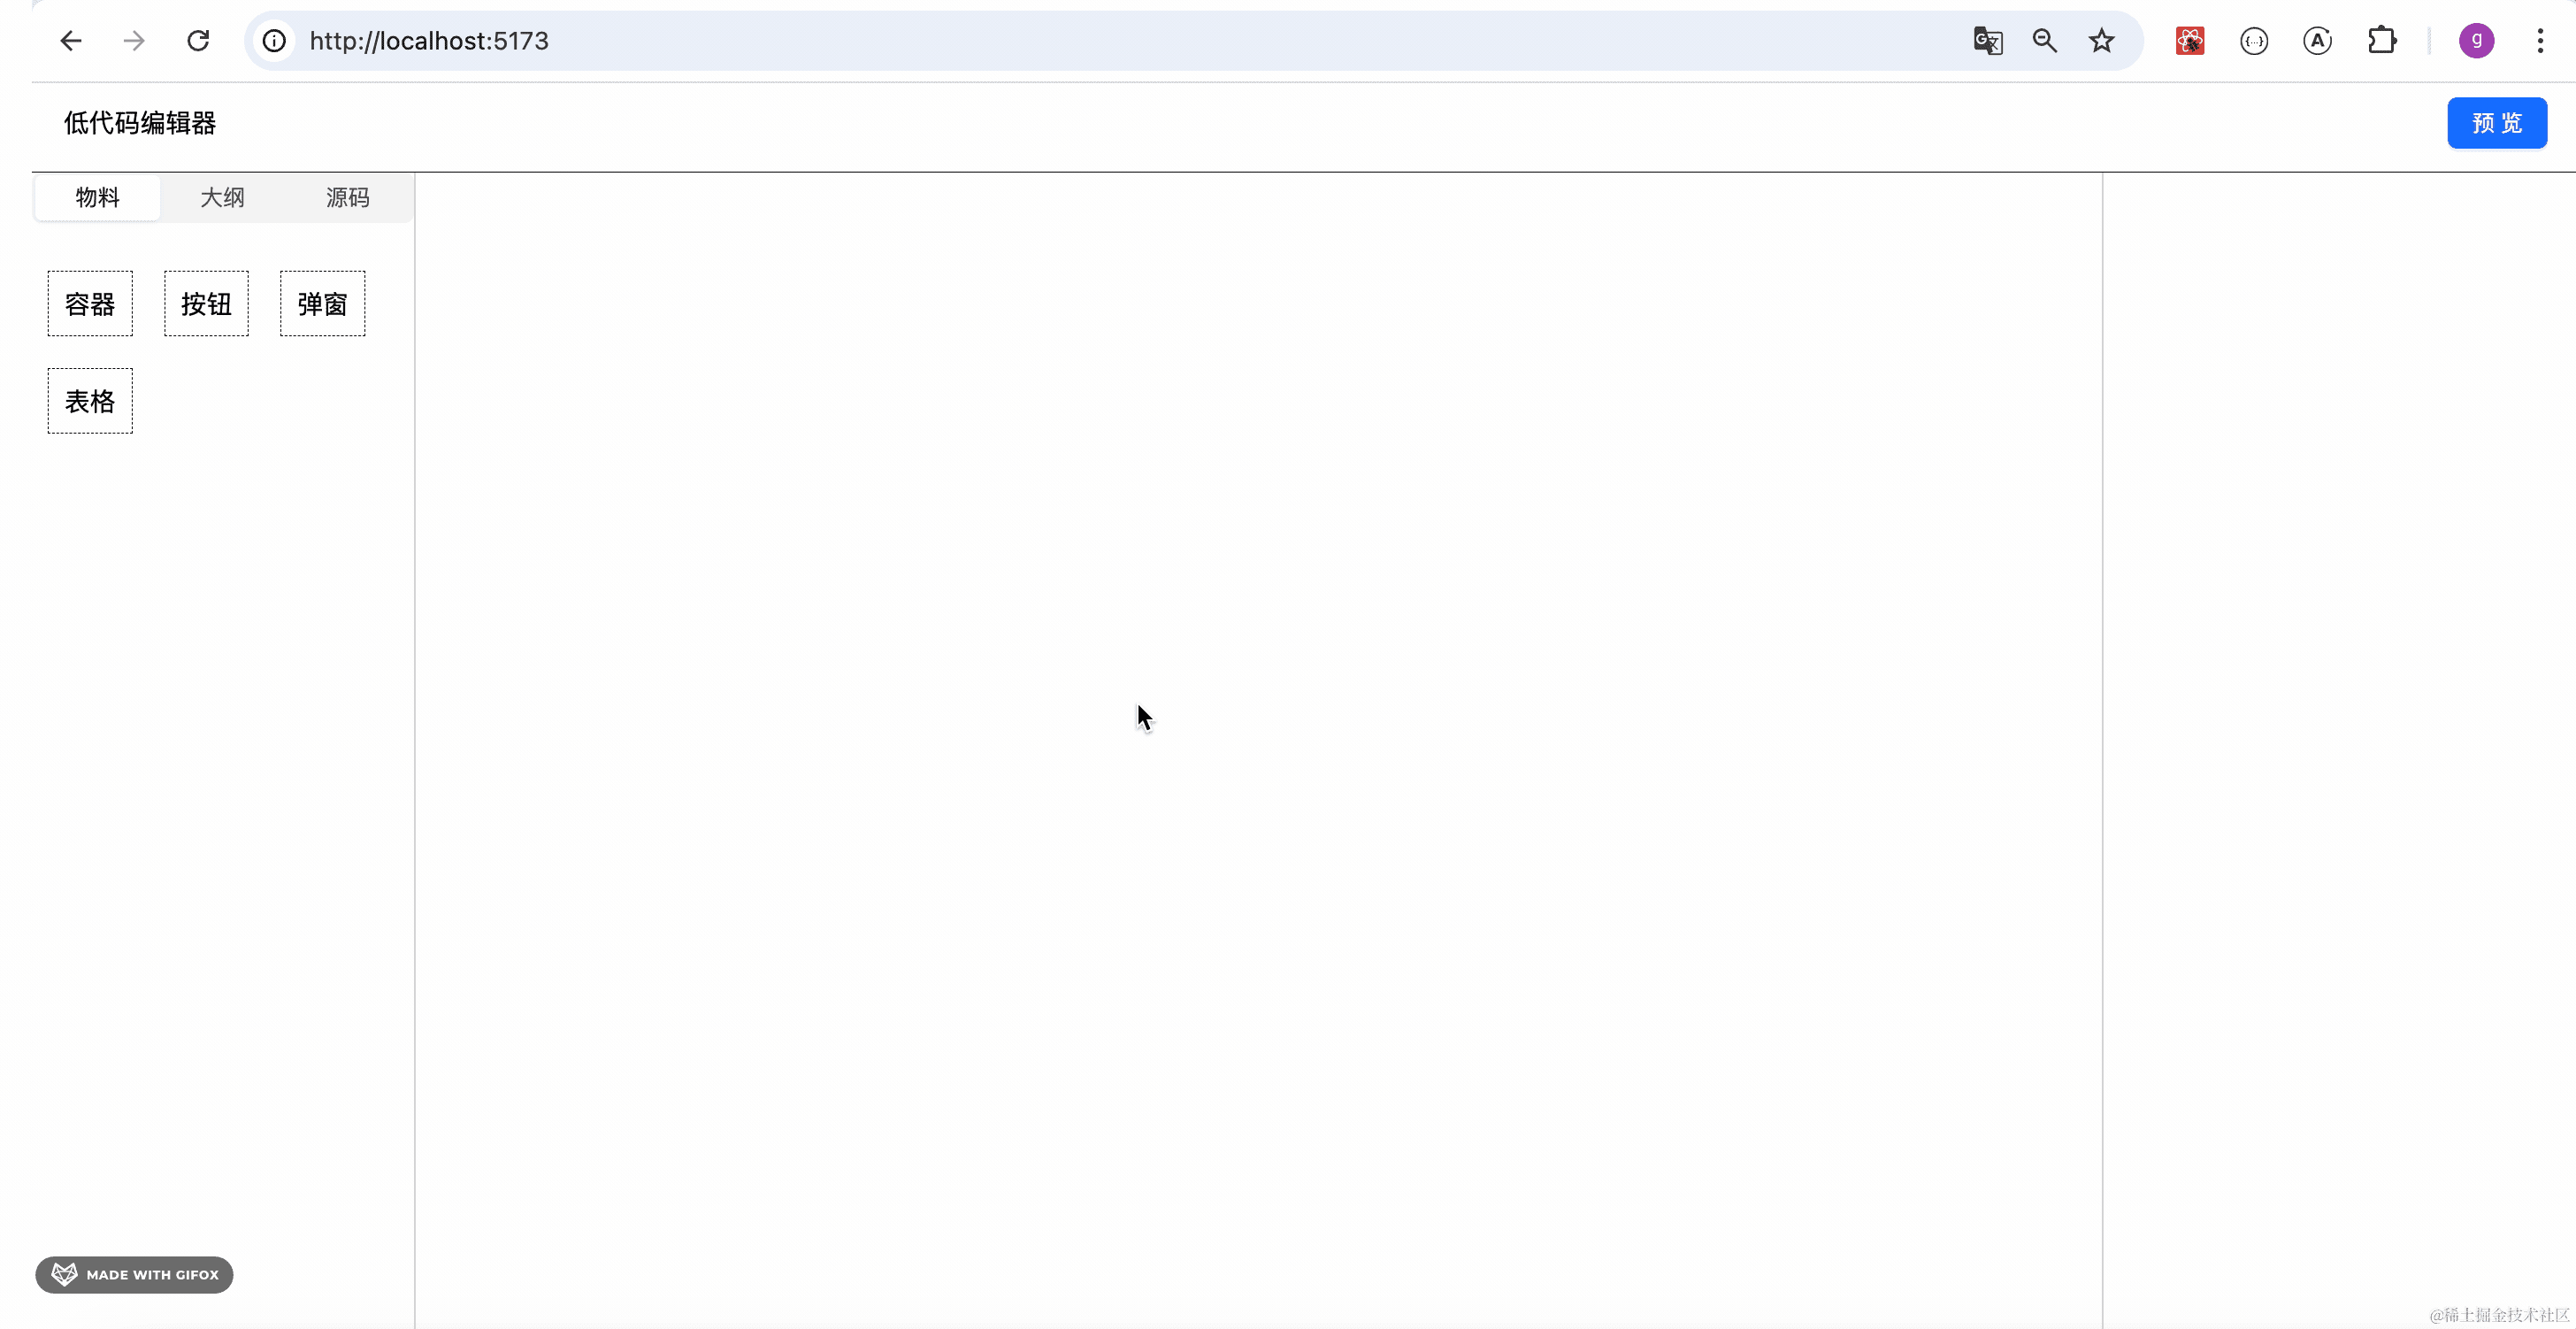 http://localhost:5173
g
低代码编辑器
预 览
物料 大纲 源码
容器 按钮 弹窗
表格
MADE WITH GIFOX
@稀土掘金技术社区